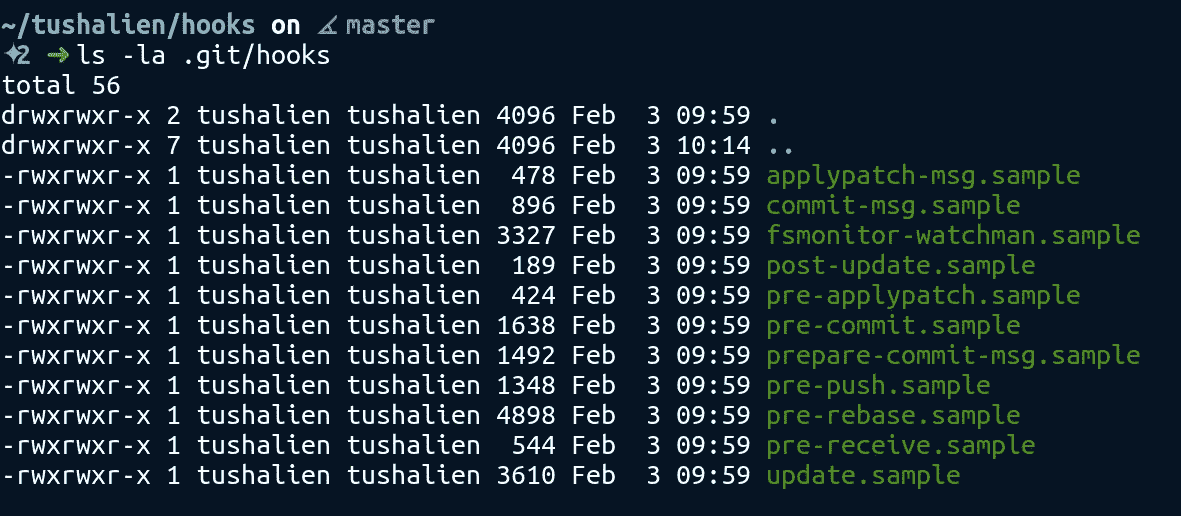 ~/tushalien/hooks on master
2 ls -la .git/hooks
total 56
drwxrwxr-x 2 tushalien tushalien 4096 Feb  3 09:59 .
drwxrwxr-x 7 tushalien tushalien 4096 Feb  3 10:14 ..
-rwxrwxr-x 1 tushalien tushalien  478 Feb  3 09:59 applypatch-msg.sample
-rwxrwxr-x 1 tushalien tushalien  896 Feb  3 09:59 commit-msg.sample
-rwxrwxr-x 1 tushalien tushalien 3327 Feb  3 09:59 fsmonitor-watchman.sample
-rwxrwxr-x 1 tushalien tushalien  189 Feb  3 09:59 post-update.sample
-rwxrwxr-x 1 tushalien tushalien  424 Feb  3 09:59 pre-applypatch.sample
-rwxrwxr-x 1 tushalien tushalien 1638 Feb  3 09:59 pre-commit.sample
-rwxrwxr-x 1 tushalien tushalien 1492 Feb  3 09:59 prepare-commit-msg.sample
-rwxrwxr-x 1 tushalien tushalien 1348 Feb  3 09:59 pre-push.sample
-rwxrwxr-x 1 tushalien tushalien 4898 Feb  3 09:59 pre-rebase.sample
-rwxrwxr-x 1 tushalien tushalien  544 Feb  3 09:59 pre-receive.sample
-rwxrwxr-x 1 tushalien tushalien 3610 Feb  3 09:59 update.sample